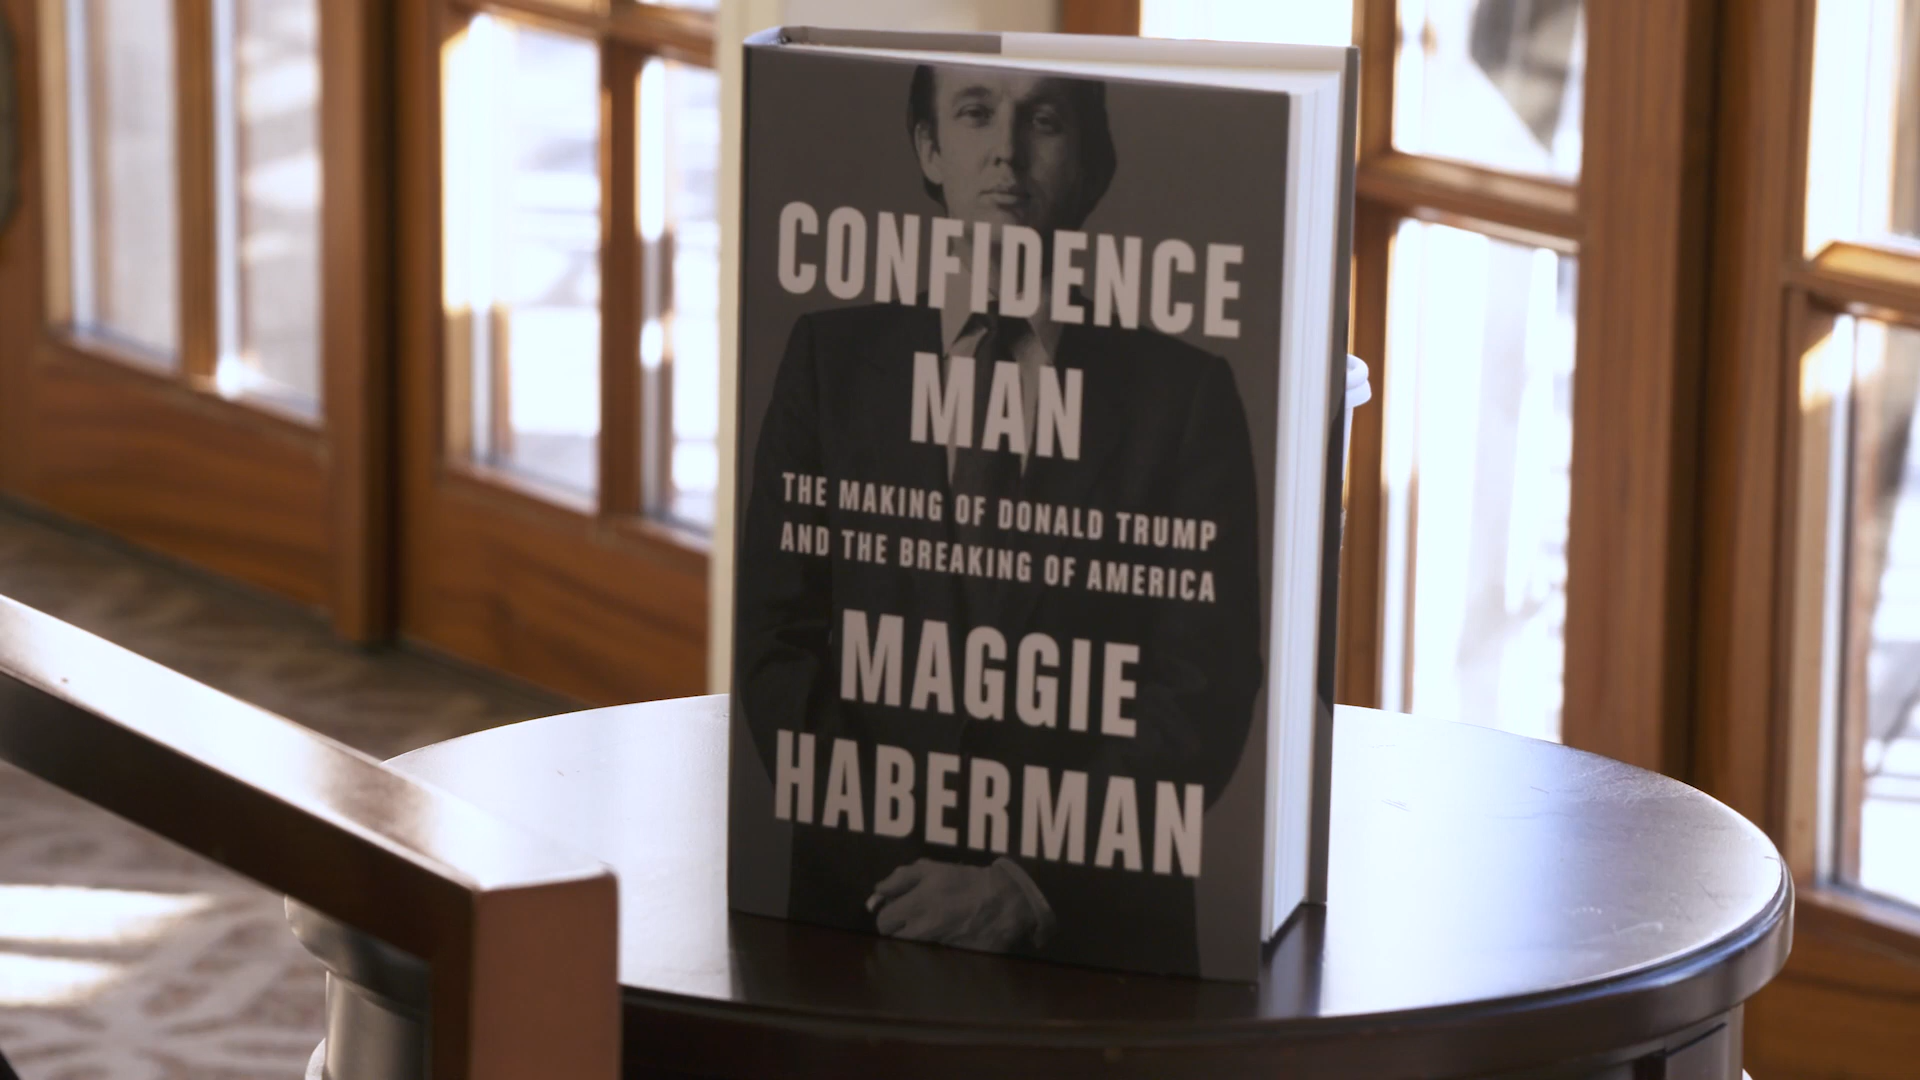 CONFIDENCE
MAN
THE MAKING OF DONALD TRUMP
AND THE BREAKING OF AMERICA
MAGGIE
HABERMAN